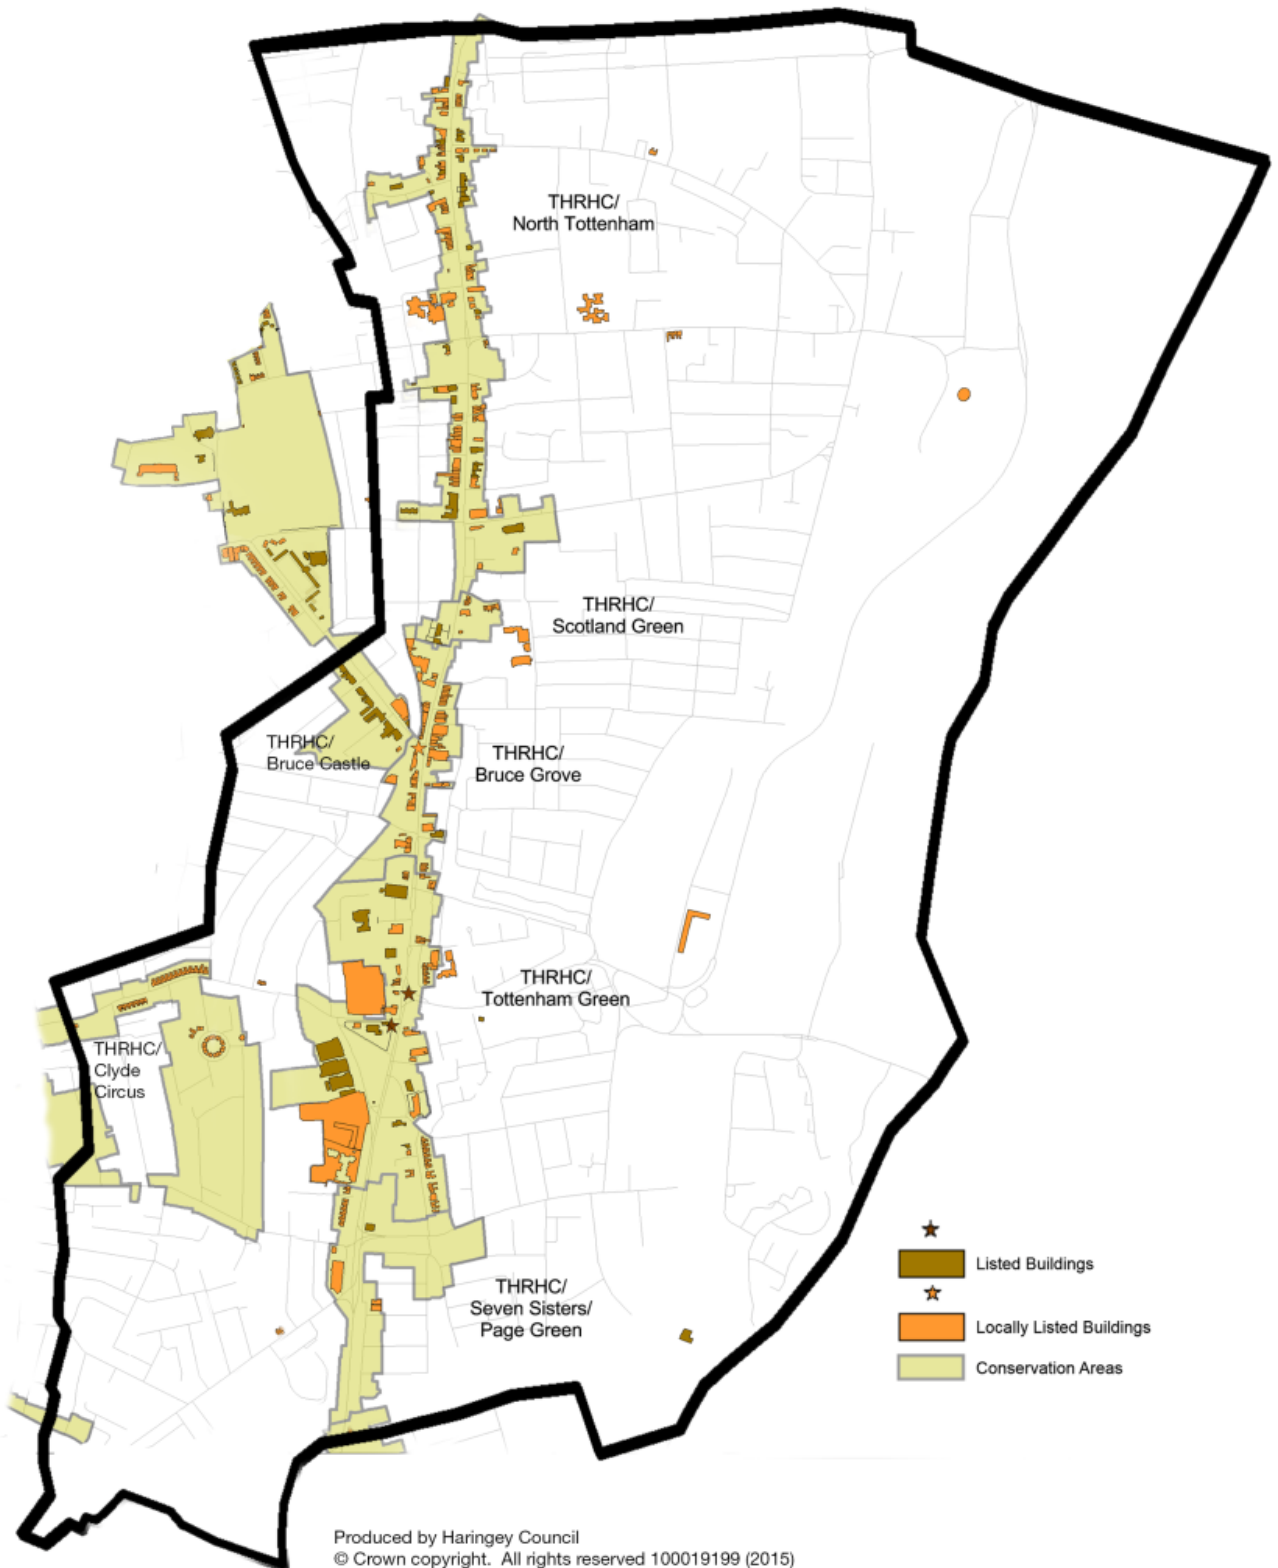 THRHC/
North Tottenham
THRHC/
Scotland Green
THRHC/
Bruce Castle
THRHC/
Bruce Grove
THRHC/
Tottenham Green
THRHC/
Clyde
Circus
THRHC/
Seven Sisters/
Page Green
Listed Buildings
Locally Listed Buildings
Conservation Areas
Produced by Haringey Council
© Crown copyright. All rights reserved 100019199 (2015)